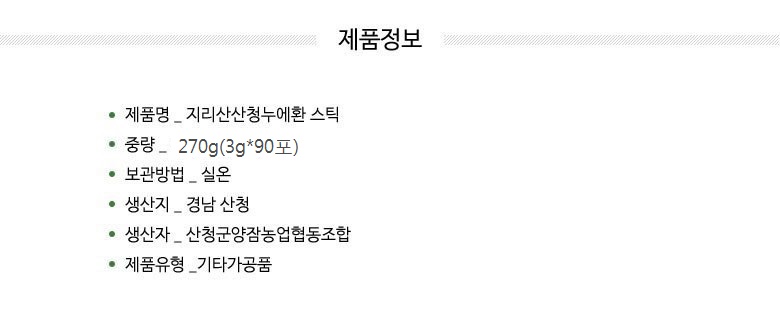 제품정보
제품명 _ 지리산산청누에환 스틱
중량 _ 270g(3g*90포)
보관방법 _ 실온
생산지 _ 경남 산청
생산자 _ 산청군양잠농업협동조합
제품유형 _기타가공품